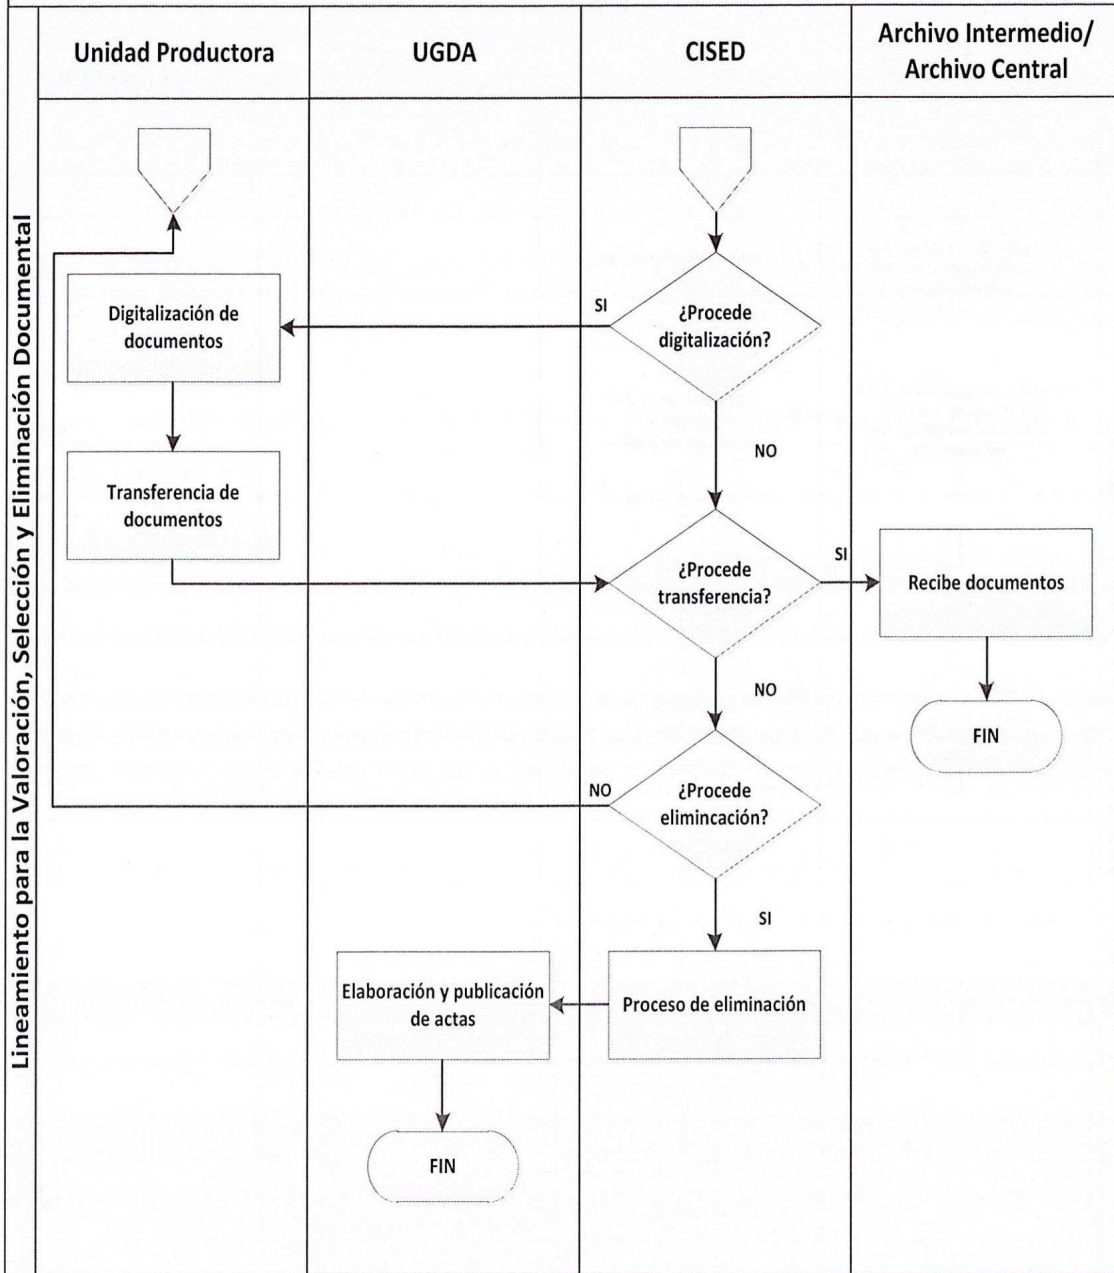 Lineamiento para la Valoración, Selección y Eliminación Documental
Unidad Productora
UGDA
CISED
Archivo Intermedio/
Archivo Central
¿Procede
digitalización?
SI
NO
Digitalización de
documentos
Transferencia de
documentos
¿Procede
transferencia?
SI
NO
Recibe documentos
FIN
¿Procede
elimincación?
NO
SI
Proceso de eliminación
Elaboración y publicación
de actas
FIN